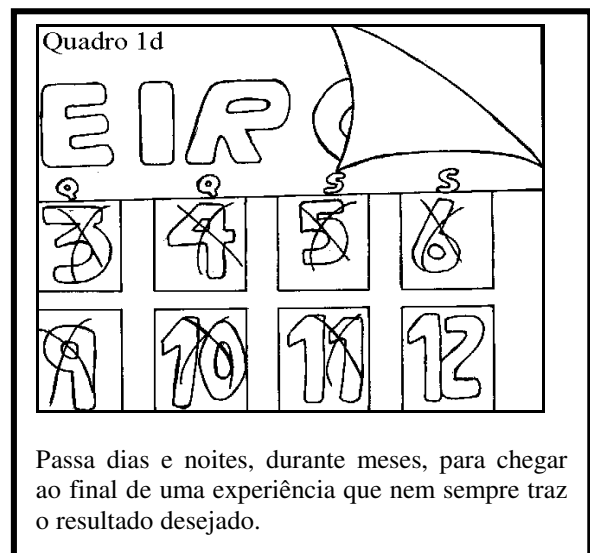 Quadro 1d
EIRO
Q Q S S
3 4 5 6
9 10 11 12
Passa dias e noites, durante meses, para chegar
ao final de uma experiência que nem sempre traz
o resultado desejado.